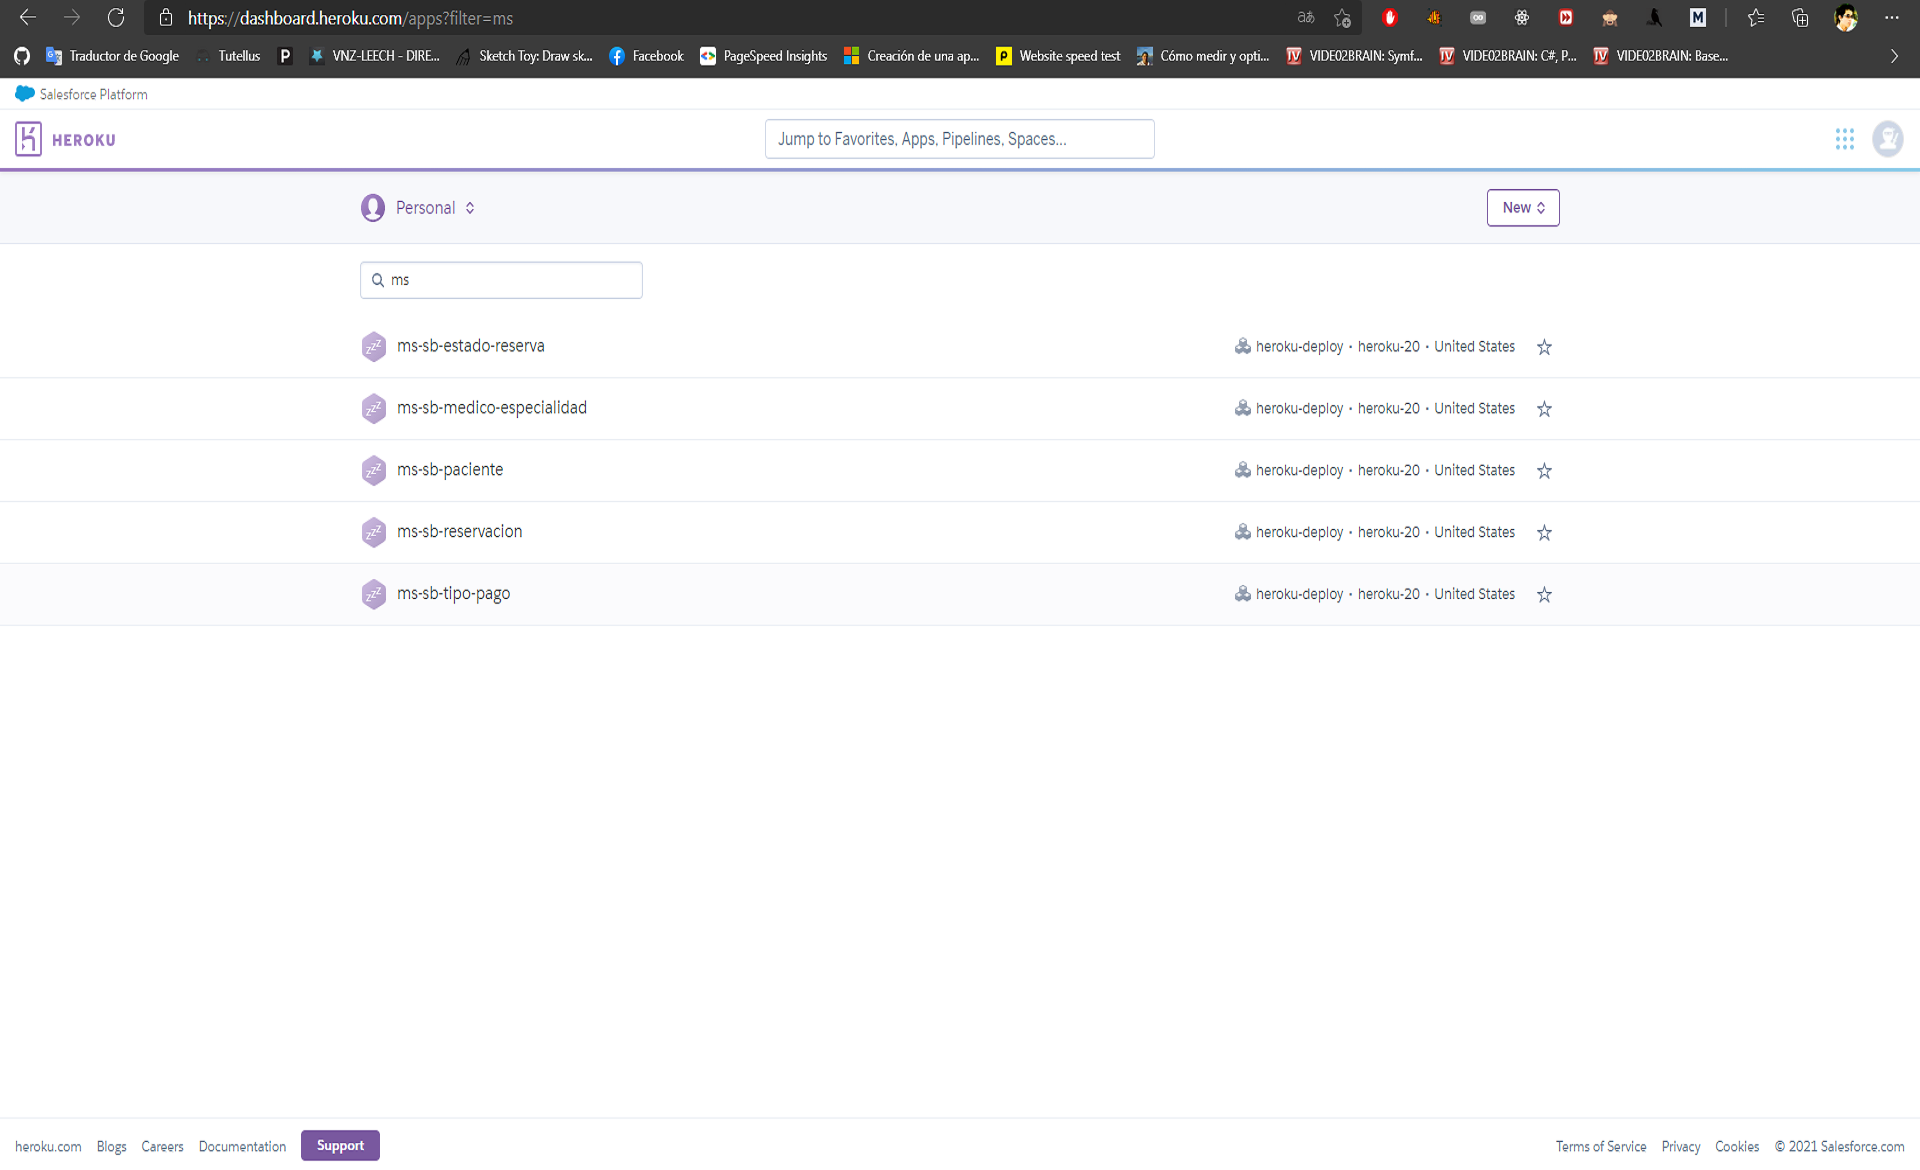 https://dashboard.heroku.com/apps?filter=ms
Traductor de Google
Tutellus
VNZ-LEECH - DIRE...
Sketch Toy: Draw sk...
Facebook
PageSpeed Insights
Creación de una ap...
Website speed test
Cómo medir y opti...
VIDEO2BRAIN: Symf...
VIDEO2BRAIN: C#, P...
VIDEO2BRAIN: Base...
Salesforce Platform
HEROKU
Jump to Favorites, Apps, Pipelines, Spaces...
Personal
New
ms
ms-sb-estado-reserva
heroku-deploy • heroku-20 • United States
ms-sb-medico-especialidad
heroku-deploy • heroku-20 • United States
ms-sb-paciente
heroku-deploy • heroku-20 • United States
ms-sb-reservacion
heroku-deploy • heroku-20 • United States
ms-sb-tipo-pago
heroku-deploy • heroku-20 • United States
heroku.com Blogs Careers Documentation Support
Terms of Service Privacy Cookies © 2021 Salesforce.com